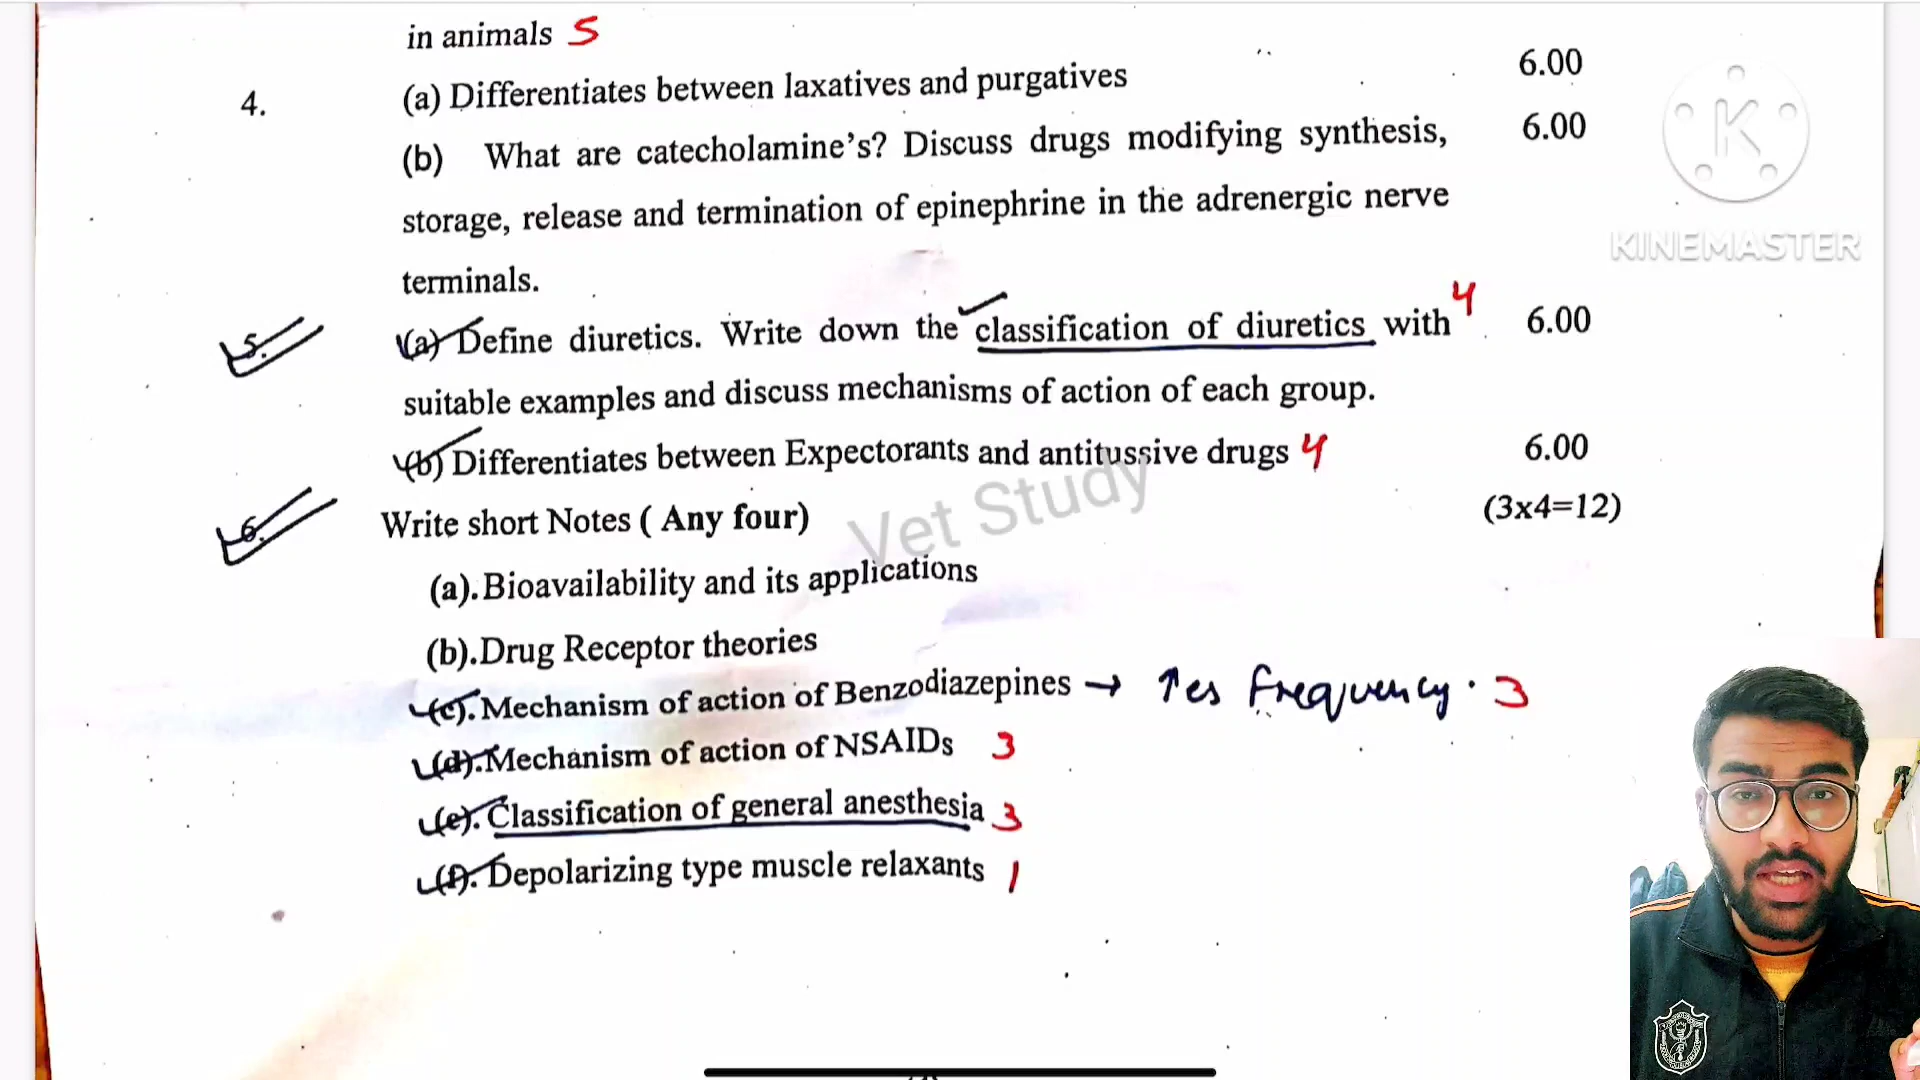 in animals 5
4. (a) Differentiates between laxatives and purgatives 6.00
(b) What are catecholamine’s? Discuss drugs modifying synthesis, 6.00
storage, release and termination of epinephrine in the adrenergic nerve
terminals.
5. (a) Define diuretics. Write down the classification of diuretics with 4 6.00
suitable examples and discuss mechanisms of action of each group.
(b) Differentiates between Expectorants and antitussive drugs 4 6.00
6. Write short Notes ( Any four) (3x4=12)
(a). Bioavailability and its applications
(b). Drug Receptor theories
(c). Mechanism of action of Benzodiazepines → ↑es frequency. 3
(d). Mechanism of action of NSAIDs 3
(e). Classification of general anesthesia 3
(f). Depolarizing type muscle relaxants 1
Vet Study
K
KINEMASTER